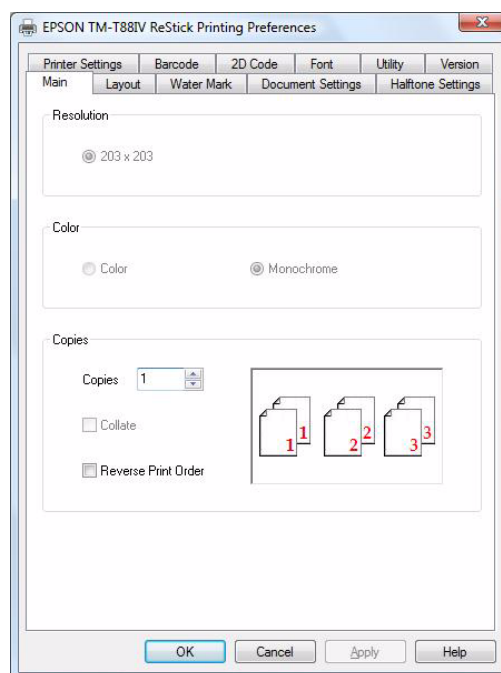 EPSON TM-T88IV ReStick Printing Preferences
Printer Settings Barcode 2D Code Font Utility Version
Main Layout Water Mark Document Settings Halftone Settings
Resolution
203 x 203
Color
Color Monochrome
Copies
Copies 1
Collate
Reverse Print Order
1 1 2 2 3 3
OK Cancel Apply Help